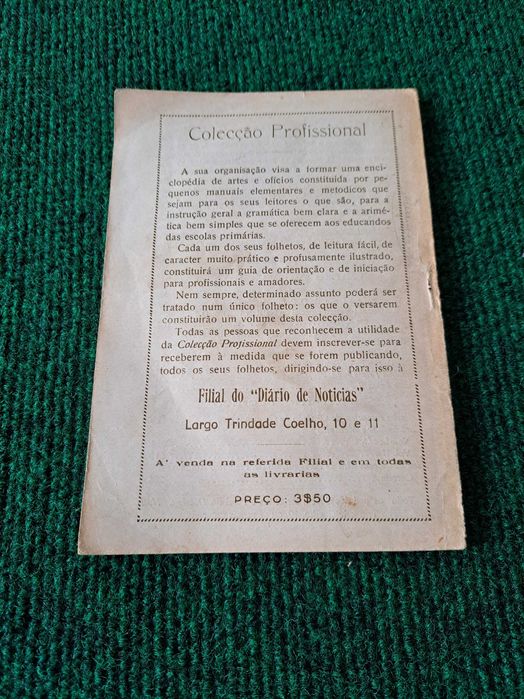 Colecção Profissional
A sua organisação visa a formar uma enci-
clopédia de artes e ofícios constituida por pe-
quenos manuais elementares e metodicos que
sejam para os seus leitores o que são, para a
instrução geral a gramática bem clara e a arimé-
tica bem simples que se oferecem aos educandos
das escolas primárias.
Cada um dos seus folhetos, de leitura fácil, de
caracter muito prático e profusamente ilustrado,
constituirá um guia de orientação e de iniciação
para profissionais e amadores.
Nem sempre, determinado assunto poderá ser
tratado num único folheto: os que o versarem
constituirão um volume desta colecção.
Todas as pessoas que reconhecem a utilidade
da Colecção Profissional devem inscrever-se para
receberem à medida que se forem publicando,
todos os seus folhetos, dirigindo-se para isso à
Filial do "Diário de Noticias"
Largo Trindade Coelho, 10 e 11
A' venda na referida Filial e em todas
as livrarias
PREÇO: 3$50